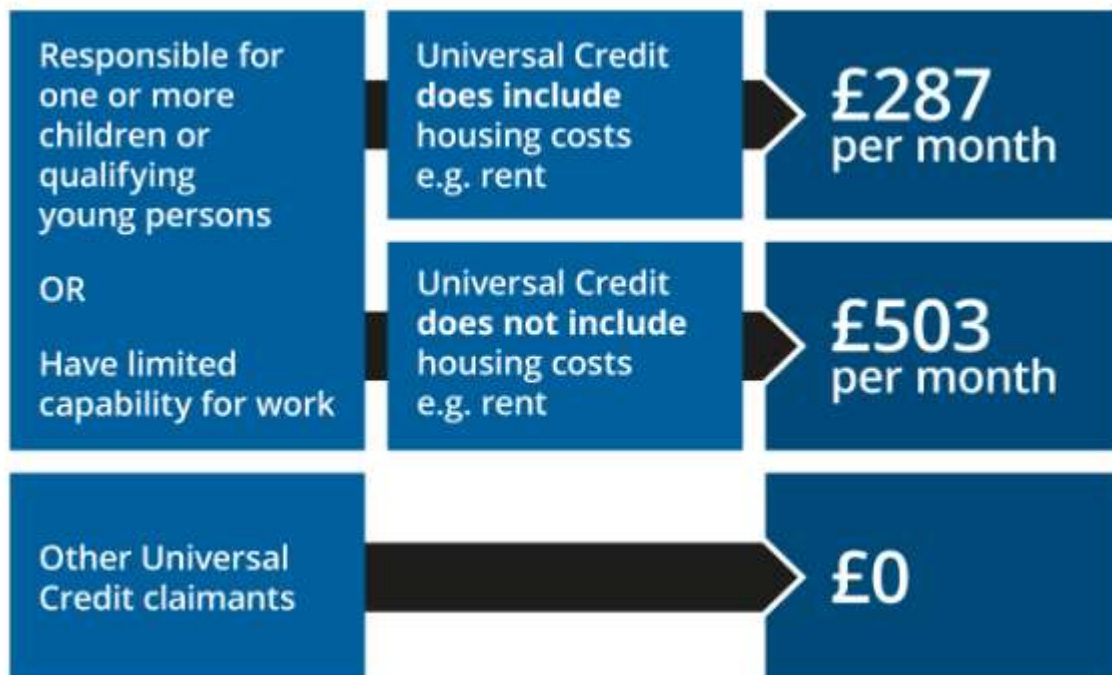 Responsible for
one or more
children or
qualifying
young persons
OR
Have limited
capability for work
Universal Credit
does include
housing costs
e.g. rent
£287
per month
Universal Credit
does not include
housing costs
e.g. rent
£503
per month
Other Universal
Credit claimants
£0